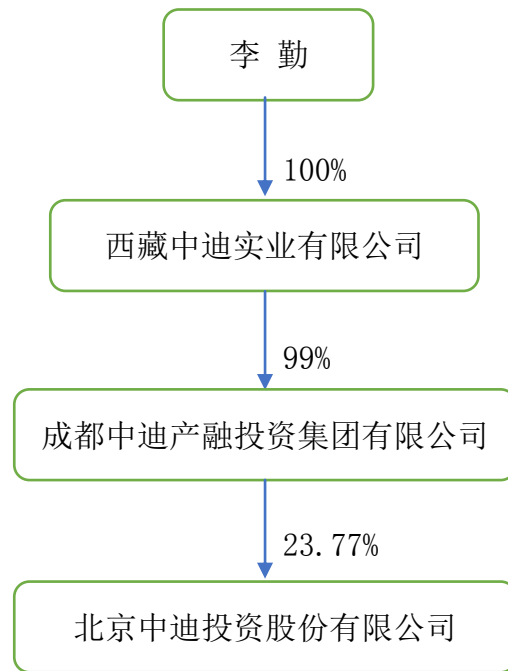 李 勤
100%
西藏中迪实业有限公司
99%
成都中迪产融投资集团有限公司
23.77%
北京中迪投资股份有限公司